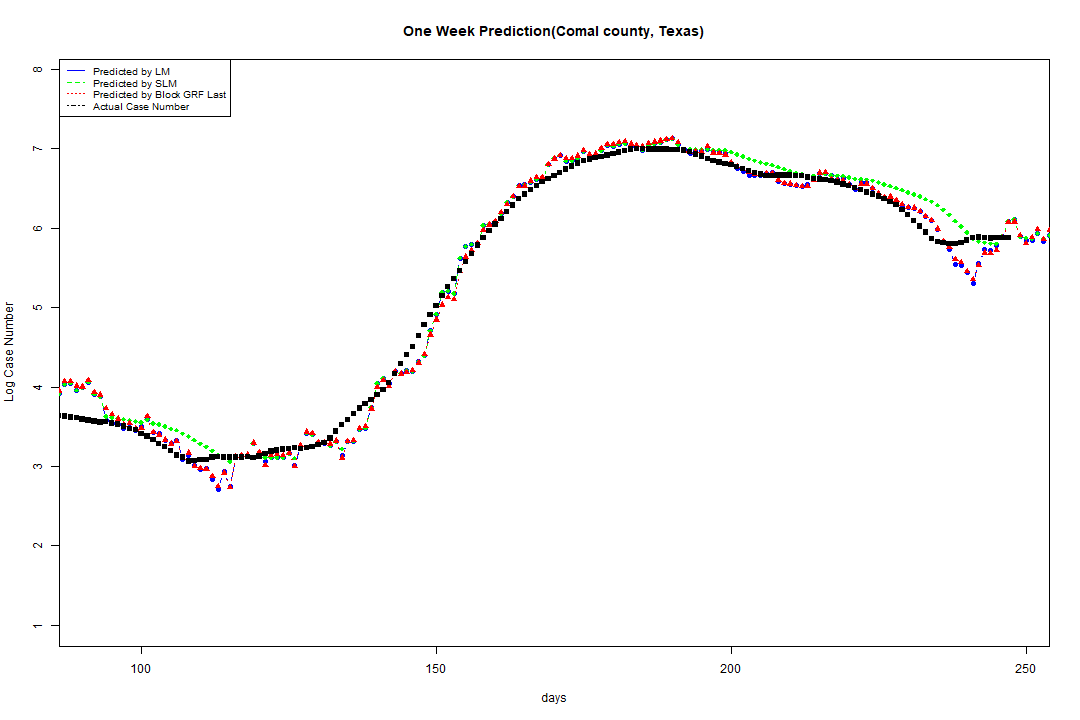 One Week Prediction(Comal county, Texas)
Predicted by LM
Predicted by SLM
Predicted by Block GRF Last
Actual Case Number
8
7
6
5
4
3
2
1
Log Case Number
100 150 200 250
days